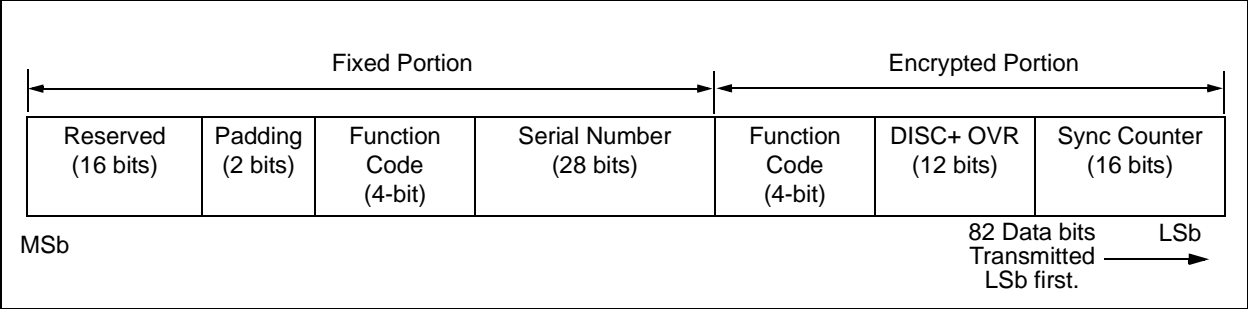 Fixed Portion
Encrypted Portion
Reserved
(16 bits)
Padding
(2 bits)
Function
Code
(4-bit)
Serial Number
(28 bits)
Function
Code
(4-bit)
DISC+ OVR
(12 bits)
Sync Counter
(16 bits)
MSb
82 Data bits
Transmitted
LSb first.
LSb